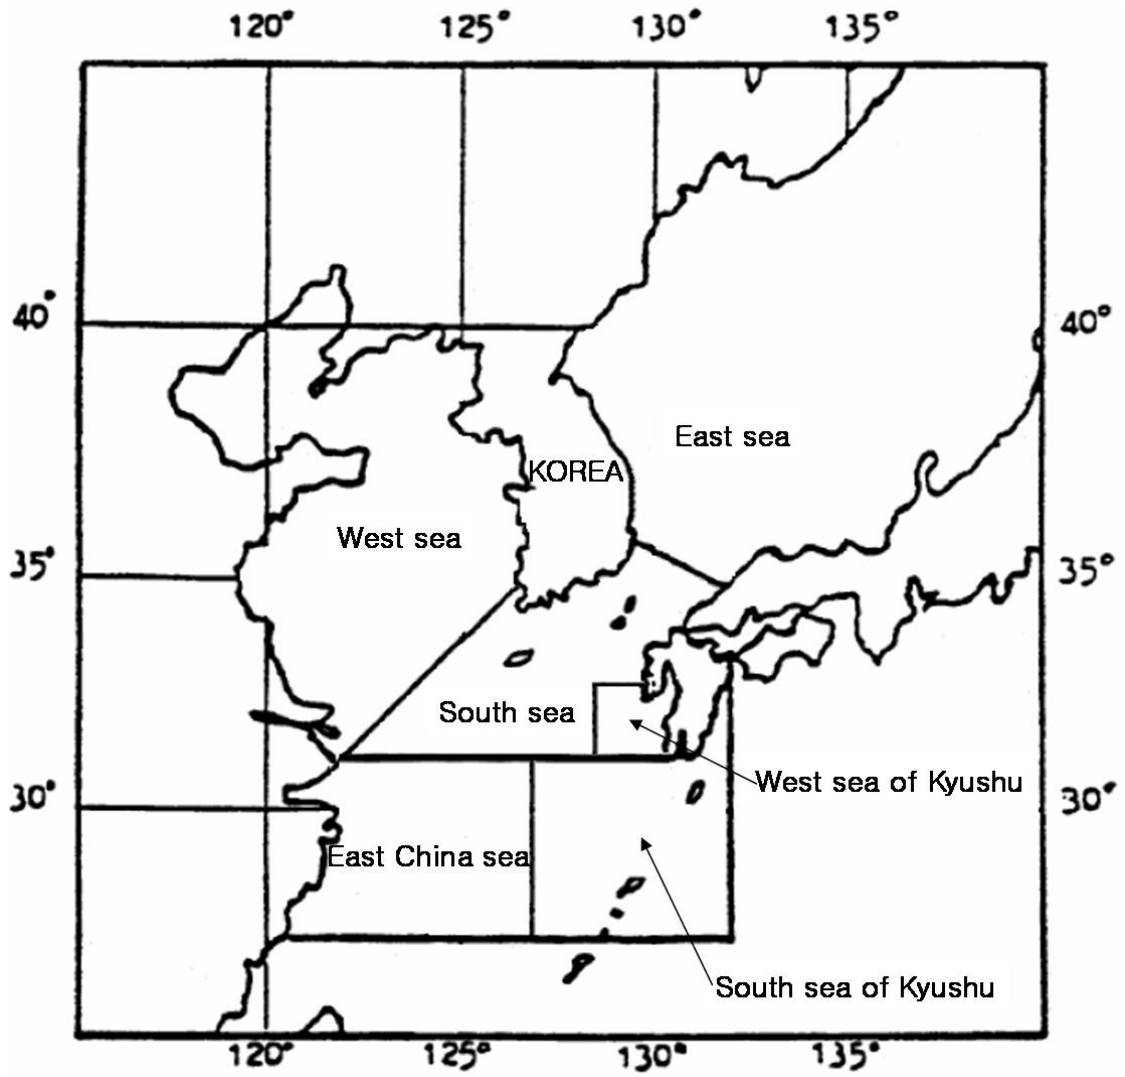 120° 125° 130° 135°
40° 40°
East sea
KOREA
West sea
35° 35°
South sea
West sea of Kyushu
30° 30°
East China sea
South sea of Kyushu
120° 125° 130° 135°